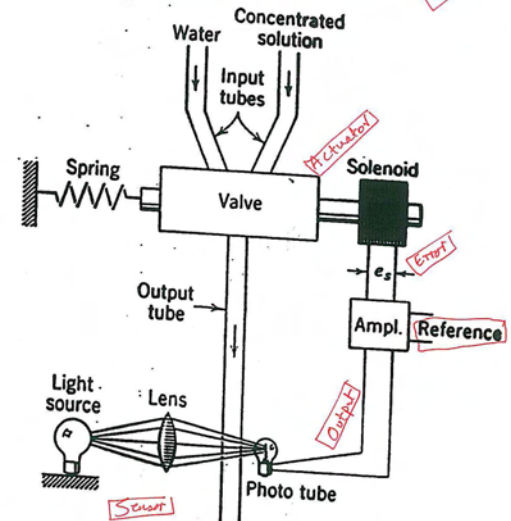 Water
Concentrated
solution
Input
tubes
Actuator
Spring
Solenoid
Valve
Error
eₛ
Output
tube
Ampl.
Reference
Light
source
Lens
Output
Photo tube
Sensor